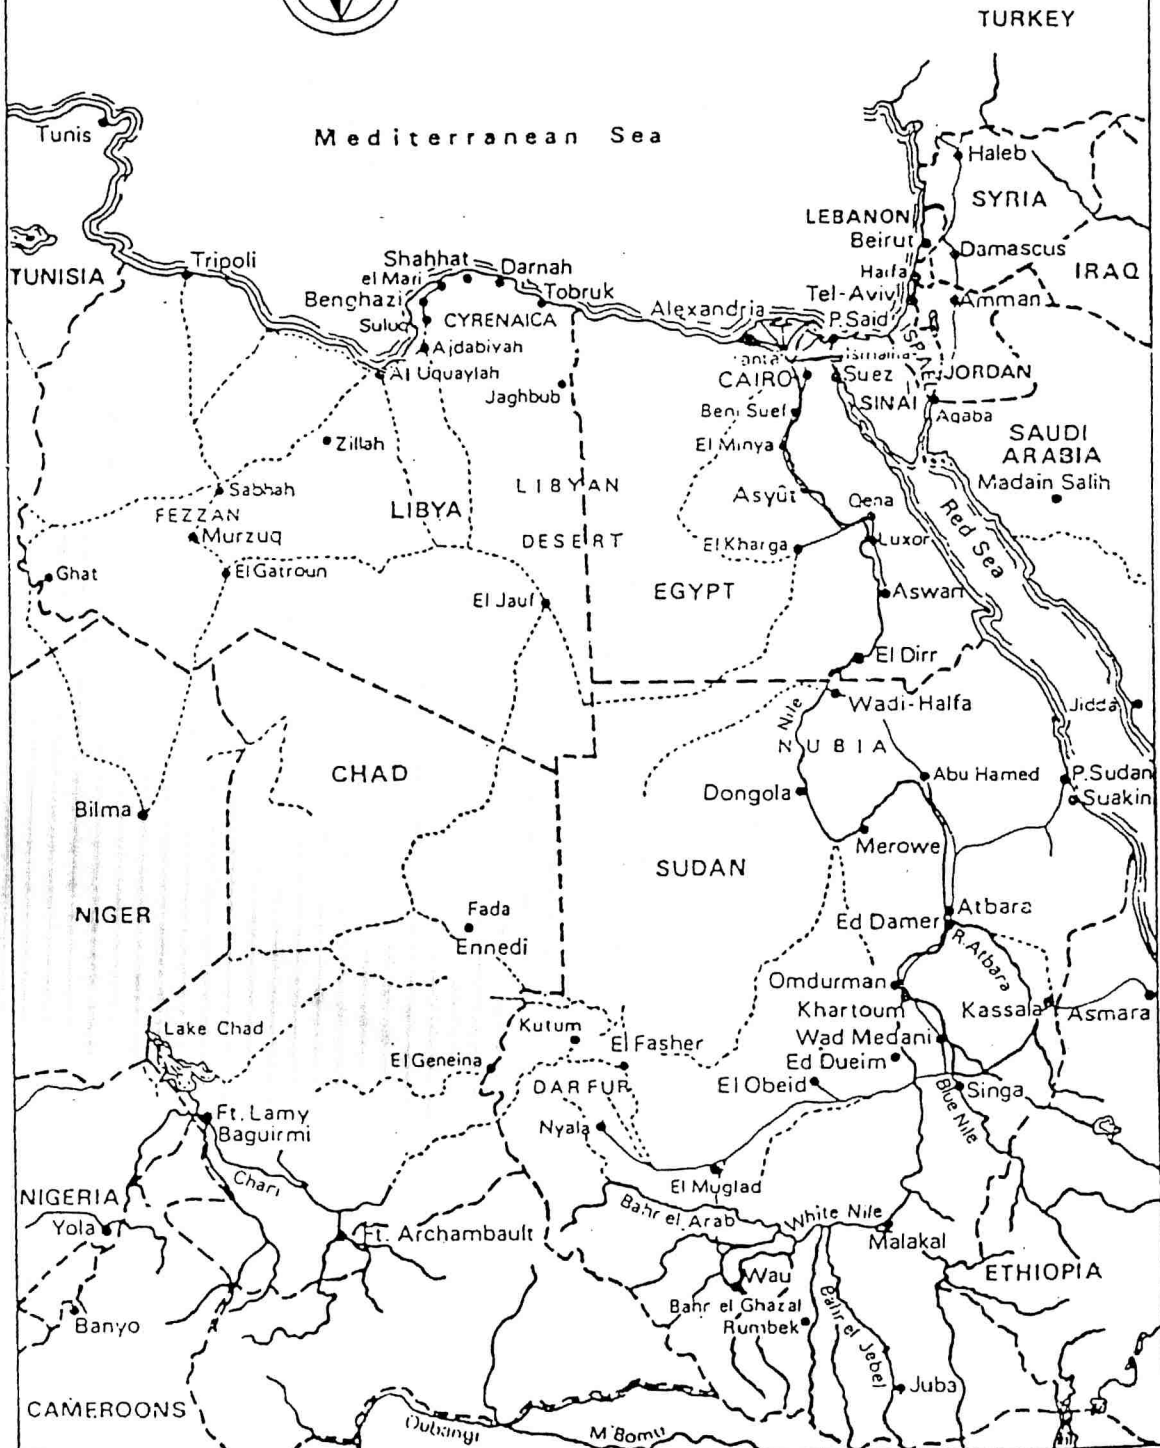 TURKEY
Tunis
Mediterranean Sea
Haleb
SYRIA
LEBANON
Beirut
Damascus
TUNISIA
Tripoli
Shahhat
el Mari
Darnah
Haifa
IRAQ
Benghazi
Tobruk
Tel-Aviv
Amman
Suluq
CYRENAICA
Alexandria
P.Said
ISRAEL
Ajdabiyah
anta
Ismailia
Al Uquaylah
CAIRO
Suez
JORDAN
Jaghbub
SINAI
Beni Suef
Aqaba
Zillah
El Minya
SAUDI
ARABIA
Sabhah
LIBYAN
Asyût
Qena
Madain Salih
FEZZAN
LIBYA
Red Sea
Murzuq
DESERT
El Kharga
Luxor
Ghat
El Gatroun
El Jauf
EGYPT
Aswan
El Dirr
Wadi-Halfa
Jidda
Nile
NUBIA
CHAD
Abu Hamed
P.Sudan
Bilma
Dongola
Suakin
Merowe
SUDAN
NIGER
Fada
Atbara
Ed Damer
Ennedi
R.Atbara
Omdurman
Khartoum
Kassala
Asmara
Lake Chad
Kutum
El Fasher
Wad Medani
El Geneina
Ed Dueim
DARFUR
El Obeid
Singa
Blue Nile
Ft. Lamy
Baguirmi
Nyala
Chari
El Muglad
NIGERIA
Bahr el Arab
White Nile
Yola
Ft. Archambault
Malakal
ETHIOPIA
Wau
Bahr el Ghazal
Rumbek
Bahr el Jebel
Banyo
Juba
CAMEROONS
Oubangi
M'Bomu